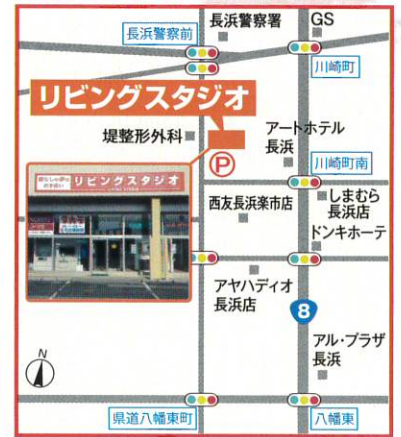 長浜警察署
GS
長浜警察前
川崎町
リビングスタジオ
堤整形外科
アートホテル
長浜
P
川崎町南
リビングスタジオ
西友長浜楽市店
しまむら
長浜店
ドンキホーテ
アヤハディオ
長浜店
8
アル・プラザ
長浜
N
県道八幡東町
八幡東